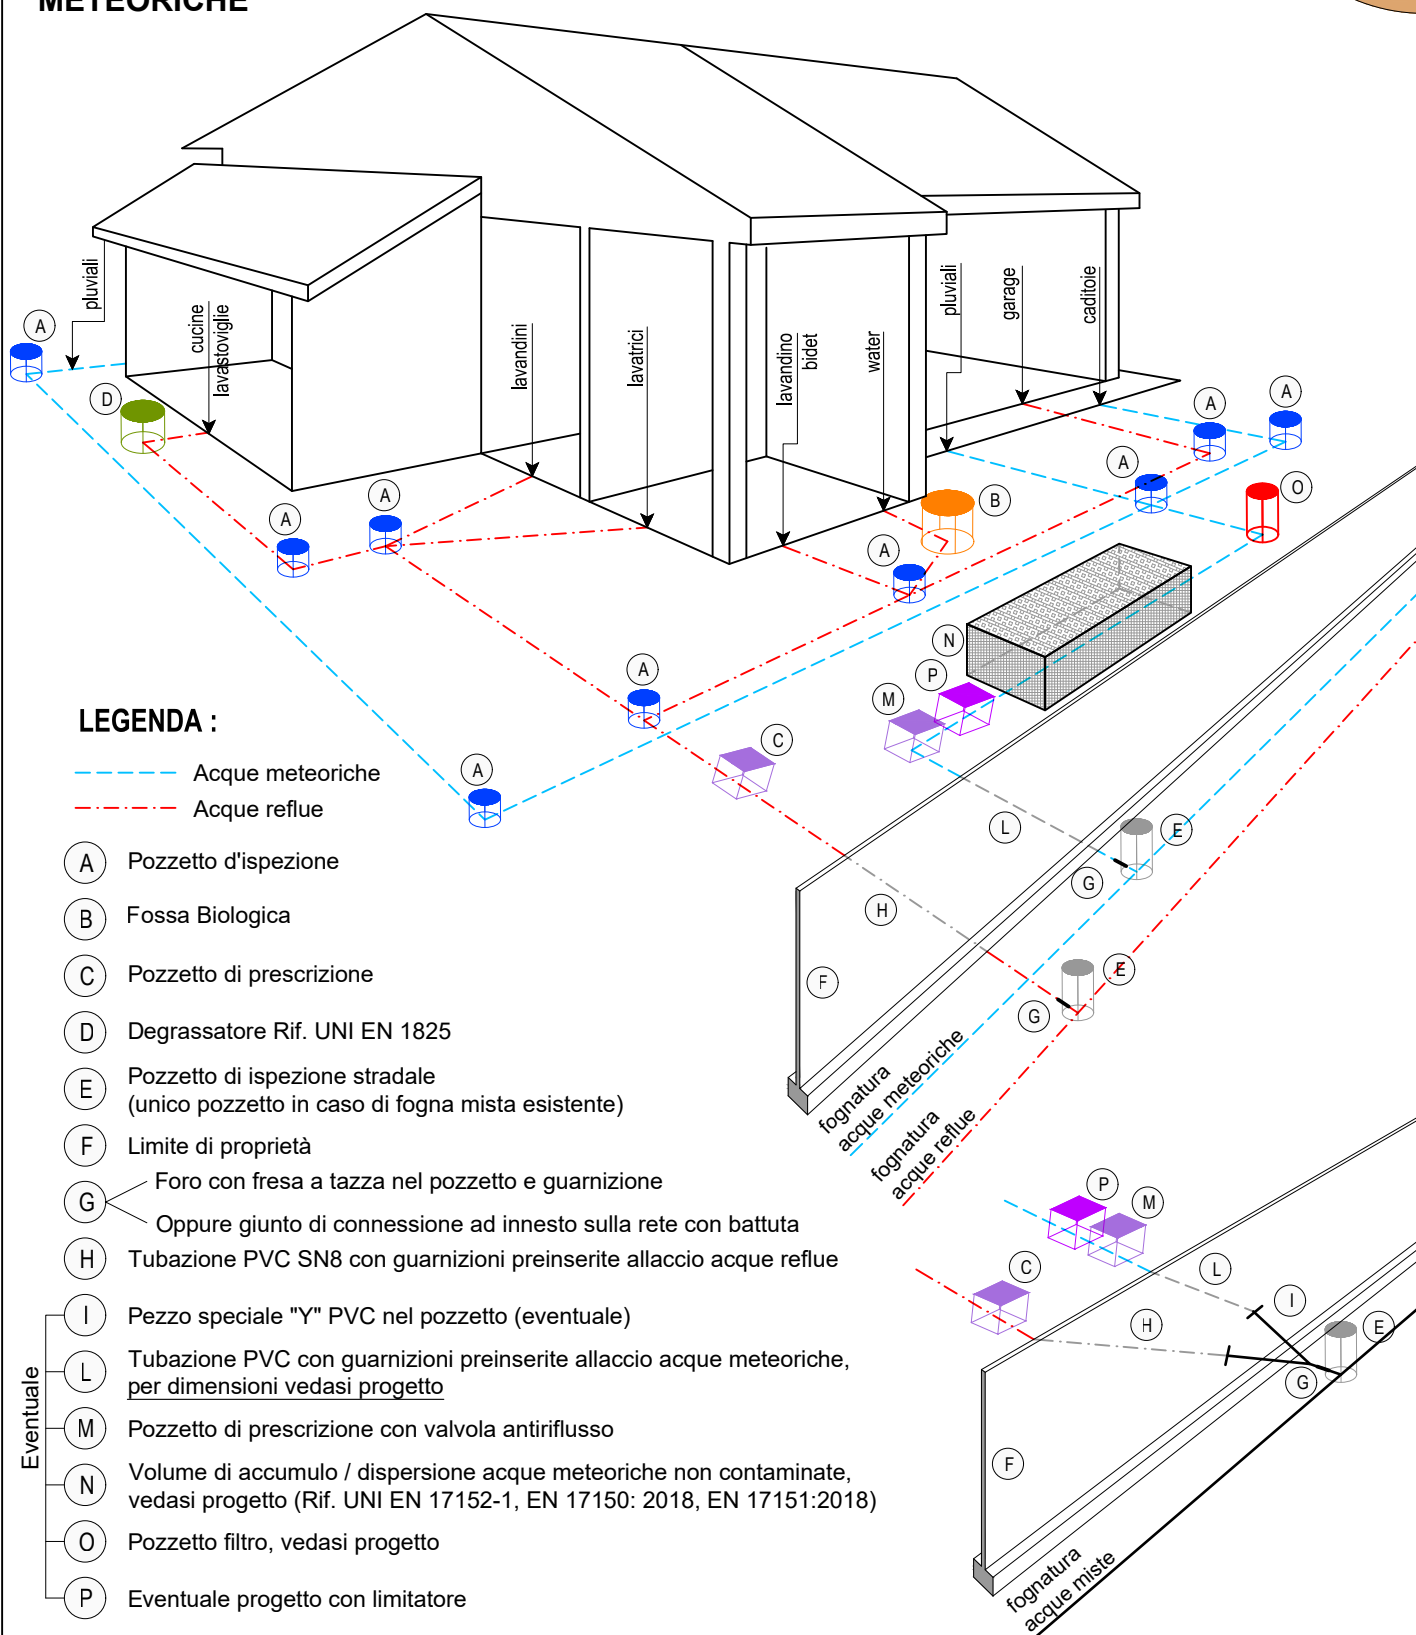 METEORICHE
pluviali
cucine
lavastoviglie
lavandini
lavatrici
lavandino
bidet
water
pluviali
garage
caditoie
A
D
A
A
A
A
A
B
A
A
A
O
N
P
M
C
L
E
G
H
F
E
G
fognatura
acque meteoriche
fognatura
acque reflue
LEGENDA :
Acque meteoriche
Acque reflue
A Pozzetto d'ispezione
B Fossa Biologica
C Pozzetto di prescrizione
D Degrassatore Rif. UNI EN 1825
E Pozzetto di ispezione stradale
(unico pozzetto in caso di fogna mista esistente)
F Limite di proprietà
G Foro con fresa a tazza nel pozzetto e guarnizione
Oppure giunto di connessione ad innesto sulla rete con battuta
H Tubazione PVC SN8 con guarnizioni preinserite allaccio acque reflue
Eventuale
I Pezzo speciale "Y" PVC nel pozzetto (eventuale)
L Tubazione PVC con guarnizioni preinserite allaccio acque meteoriche,
per dimensioni vedasi progetto
M Pozzetto di prescrizione con valvola antiriflusso
N Volume di accumulo / dispersione acque meteoriche non contaminate,
vedasi progetto (Rif. UNI EN 17152-1, EN 17150: 2018, EN 17151:2018)
O Pozzetto filtro, vedasi progetto
P Eventuale progetto con limitatore
P
M
C
L
I
H
E
G
F
fognatura
acque miste